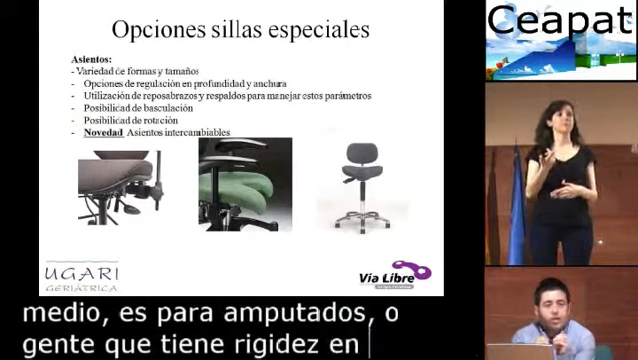 Opciones sillas especiales
Asientos:
- Variedad de formas y tamaños
- Opciones de regulación en profundidad y anchura
- Utilización de reposabrazos y respaldos para manejar estos parámetros
- Posibilidad de basculación
- Posibilidad de rotación
- Novedad Asientos intercambiables
UGARI
GERIÁTRICA
Via Libre
Ceapat
medio, es para amputados, o
gente que tiene rigidez en